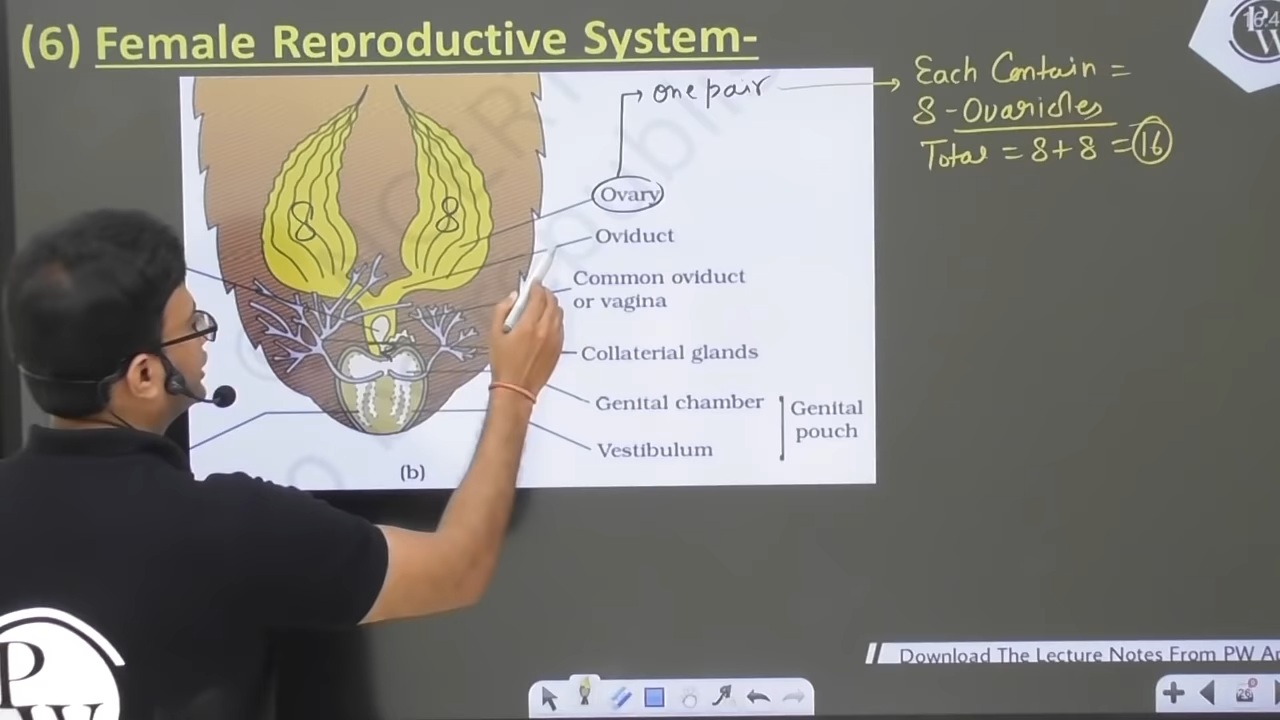 (6) Female Reproductive System-
one pair
Each Contain =
8 - Ovarioles
Total = 8+8 = 16
Ovary
8
8
Oviduct
Common oviduct
or vagina
Collaterial glands
Genital chamber
Genital
pouch
Vestibulum
(b)
P
W
Download The Lecture Notes From PW
26